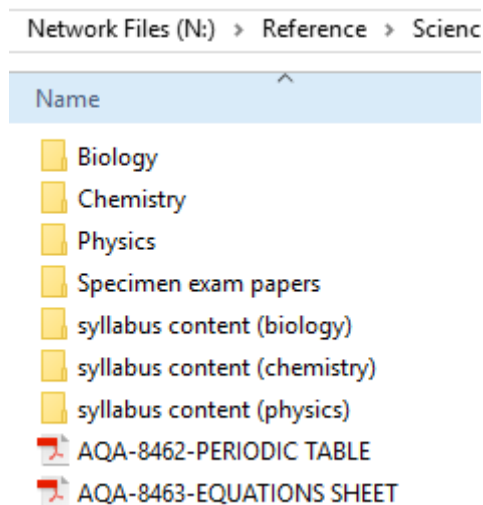 Network Files (N:) > Reference > Scienc
Name
Biology
Chemistry
Physics
Specimen exam papers
syllabus content (biology)
syllabus content (chemistry)
syllabus content (physics)
AQA-8462-PERIODIC TABLE
AQA-8463-EQUATIONS SHEET